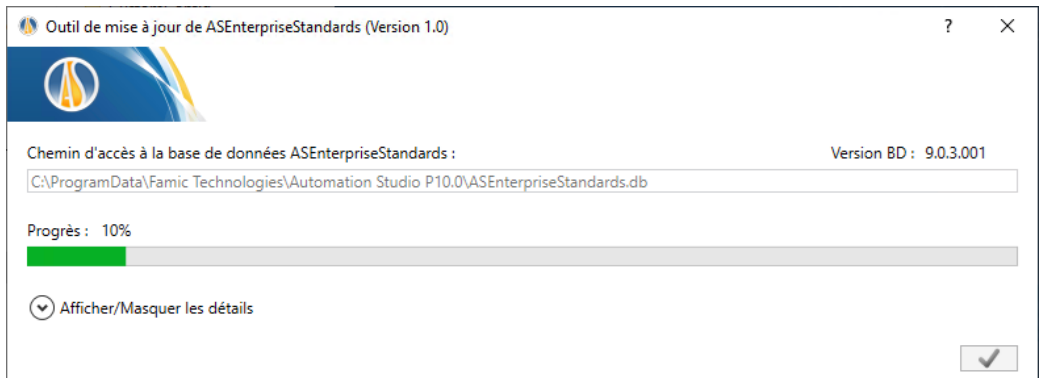 Outil de mise à jour de ASEnterpriseStandards (Version 1.0) ?
Chemin d'accès à la base de données ASEnterpriseStandards : Version BD : 9.0.3.001
C:\ProgramData\Famic Technologies\Automation Studio P10.0\ASEnterpriseStandards.db
Progrès : 10%
Afficher/Masquer les détails